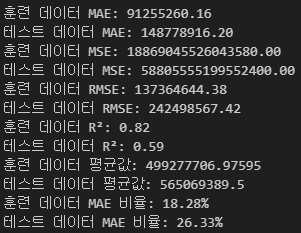 훈련 데이터 MAE: 91255260.16
테스트 데이터 MAE: 148778916.20
훈련 데이터 MSE: 18869045526043580.00
테스트 데이터 MSE: 58805555199552400.00
훈련 데이터 RMSE: 137364644.38
테스트 데이터 RMSE: 242498567.42
훈련 데이터 R²: 0.82
테스트 데이터 R²: 0.59
훈련 데이터 평균값: 499277706.97595
테스트 데이터 평균값: 565069389.5
훈련 데이터 MAE 비율: 18.28%
테스트 데이터 MAE 비율: 26.33%